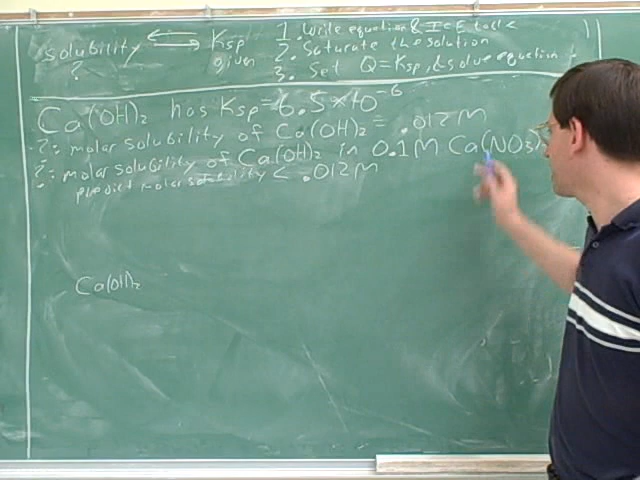 solubility ⇌ Ksp
?
given
1. Write equation & ICE table
2. Saturate the solution
3. Set Q=Ksp, & solve equation
Ca(OH)₂ has Ksp=6.5×10⁻⁶
?: molar solubility of Ca(OH)₂ = .012M
?: molar solubility of Ca(OH)₂ in 0.1M Ca(NO₃)
predict molar solubility < .012M
Ca(OH)₂